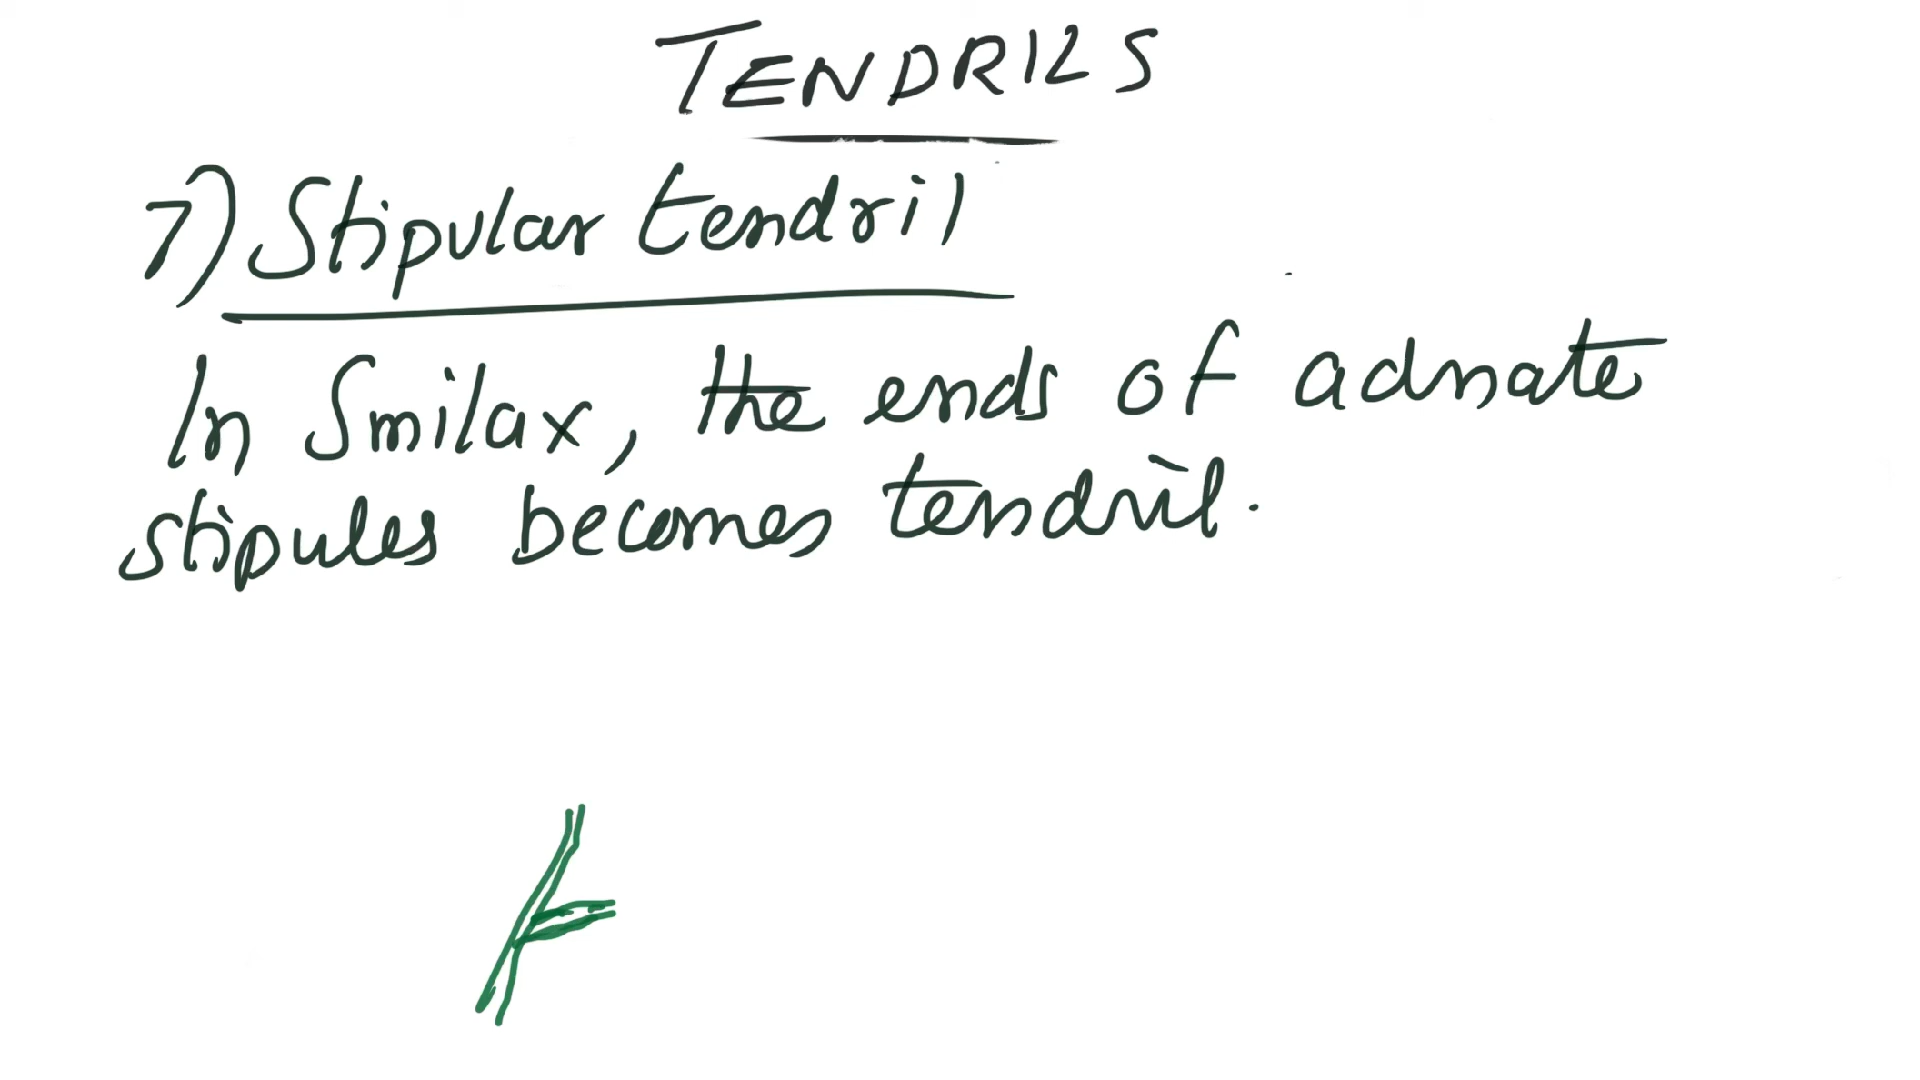 TENDRILS
7) Stipular tendril
In Smilax, the ends of adnate
stipules becomes tendril.